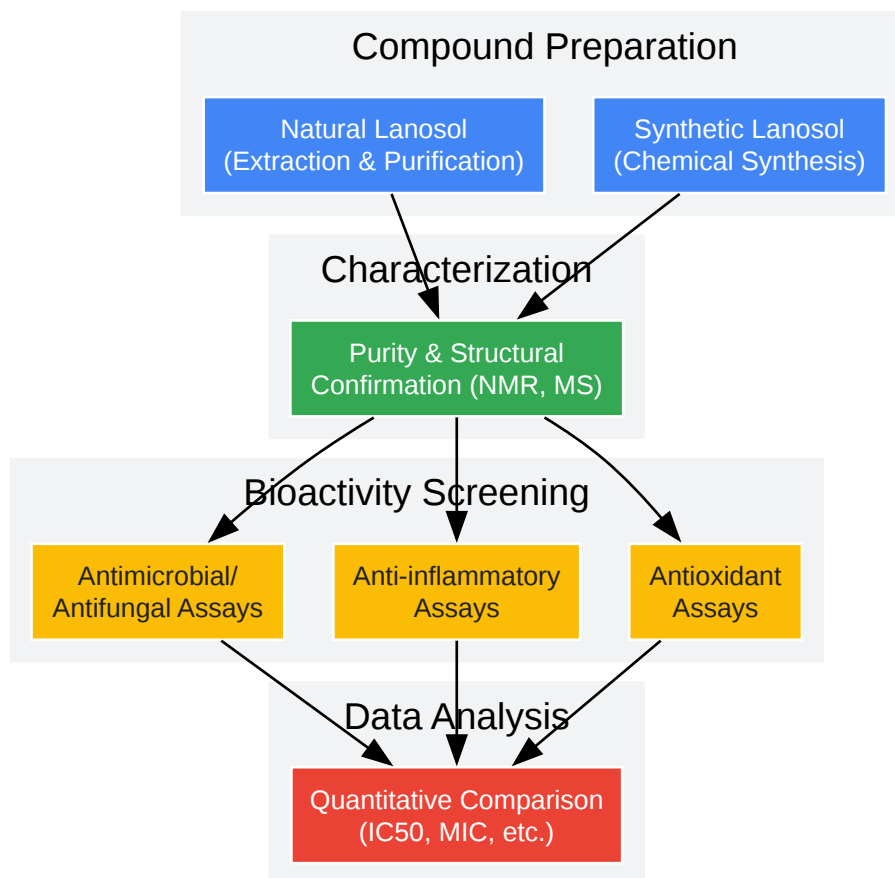 Compound Preparation
Natural Lanosol
(Extraction & Purification)
Synthetic Lanosol
(Chemical Synthesis)
Characterization
Purity & Structural
Confirmation (NMR, MS)
Bioactivity Screening
Antimicrobial/
Antifungal Assays
Anti-inflammatory
Assays
Antioxidant
Assays
Data Analysis
Quantitative Comparison
(IC50, MIC, etc.)